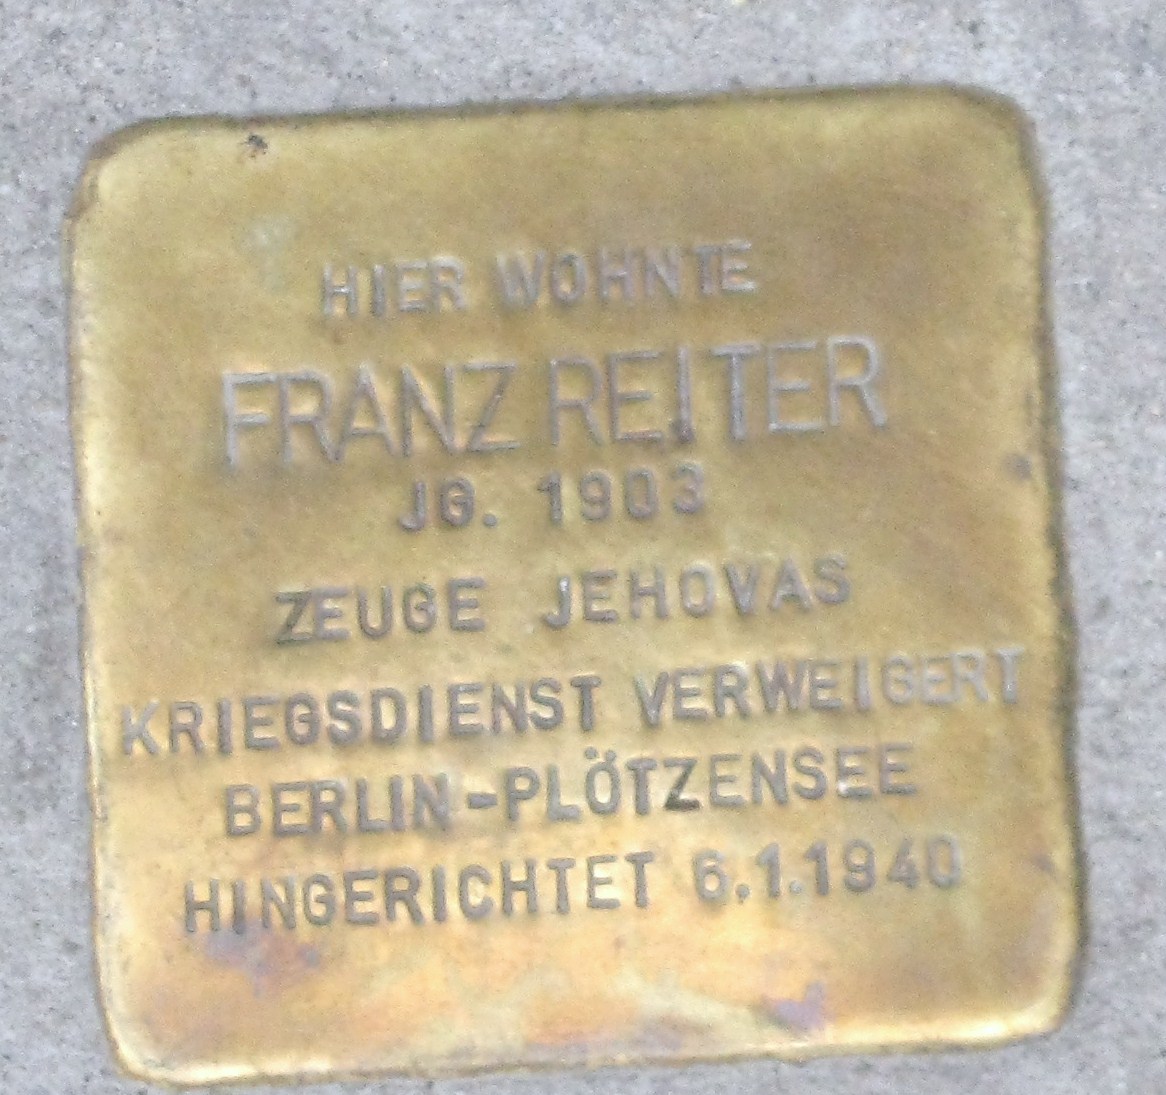 HIER WOHNTE
FRANZ REITER
JG. 1903
ZEUGE JEHOVAS
KRIEGSDIENST VERWEIGERT
BERLIN-PLÖTZENSEE
HINGERICHTET 6.1.1940